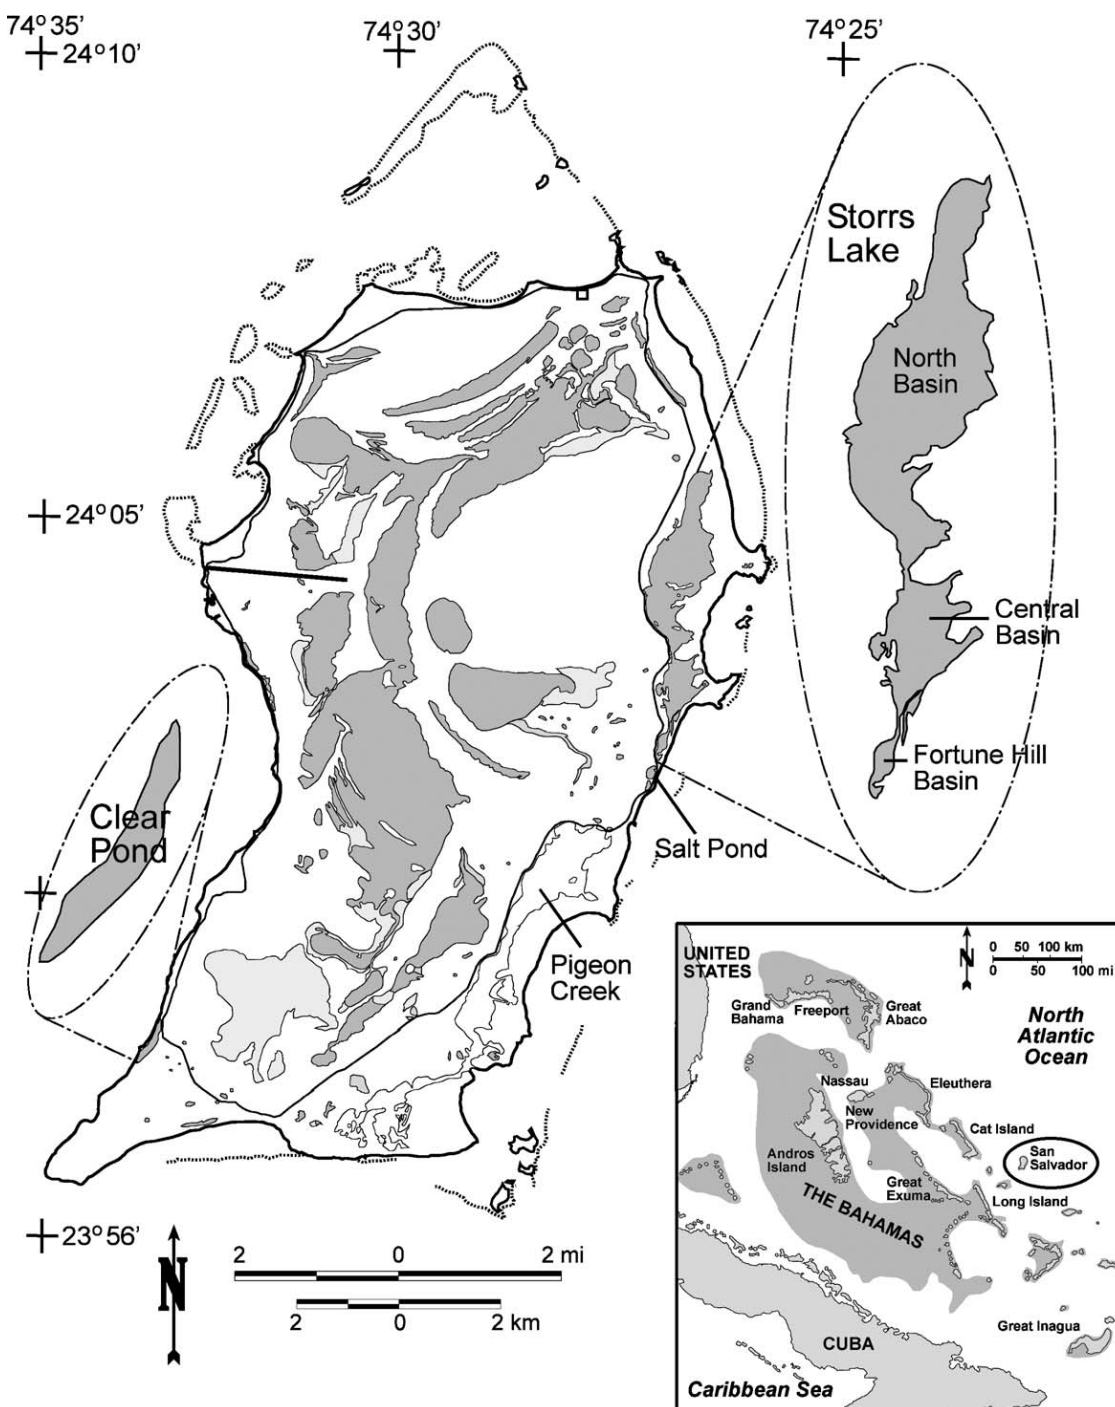 74°35' 74°30' 74°25'
24°10'
Storrs
Lake
North
Basin
24°05'
Central
Basin
Fortune Hill
Basin
Clear
Pond
Salt Pond
Pigeon
Creek
23°56'
N
2 0 2 mi
2 0 2 km
UNITED
STATES
N
0 50 100 km
0 50 100 mi
Grand
Bahama
Freeport
Great
Abaco
North
Atlantic
Ocean
Nassau
Eleuthera
New
Providence
Cat Island
Andros
Island
San
Salvador
Great
Exuma
Long Island
THE BAHAMAS
Great Inagua
CUBA
Caribbean Sea